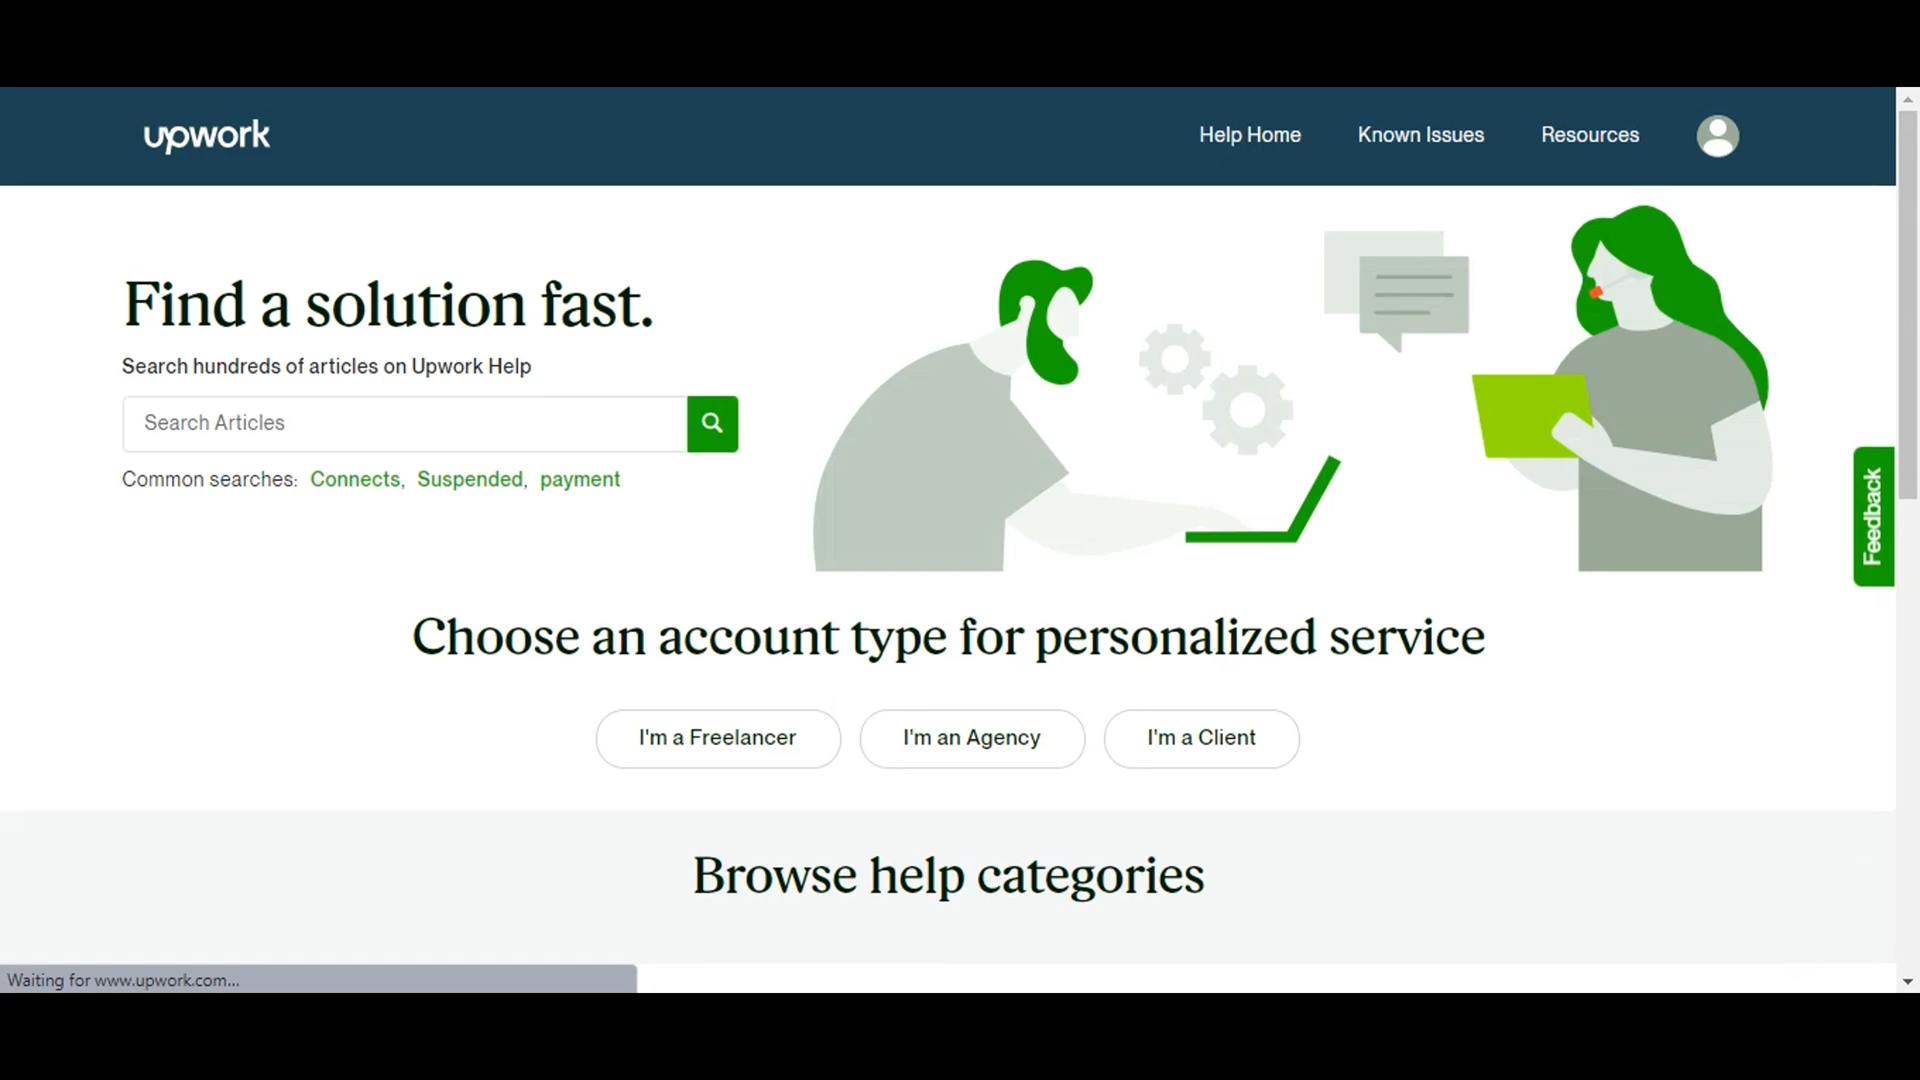 upwork
Help Home
Known Issues
Resources
Find a solution fast.
Search hundreds of articles on Upwork Help
Search Articles
Common searches: Connects, Suspended, payment
Feedback
Choose an account type for personalized service
I'm a Freelancer
I'm an Agency
I'm a Client
Browse help categories
Waiting for www.upwork.com...